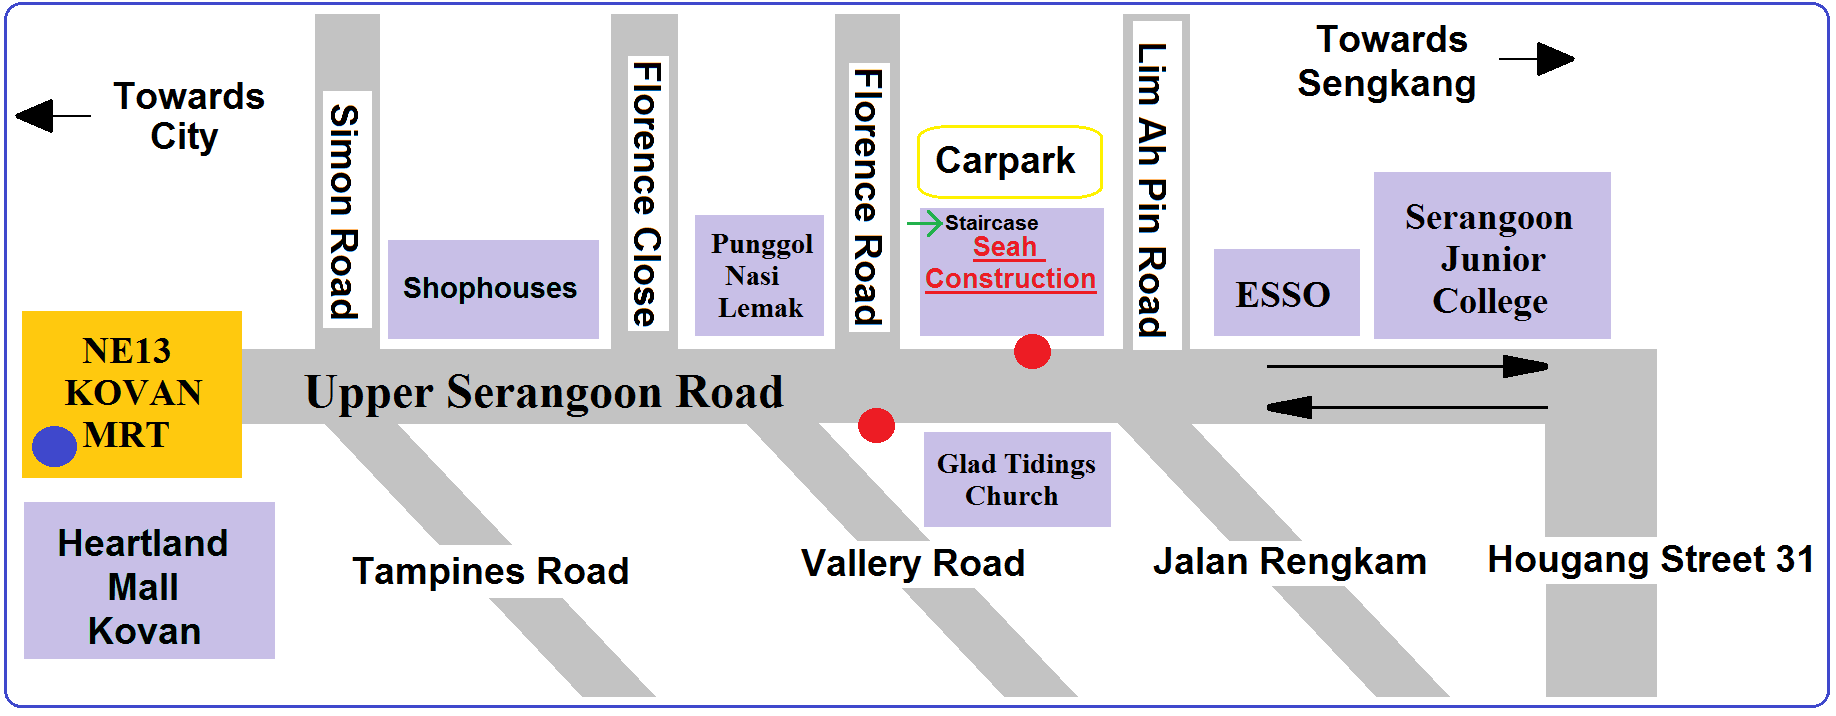 Towards
City
Simon Road
Florence Close
Florence Road
Lim Ah Pin Road
Towards
Sengkang
Carpark
Staircase
Seah
Construction
Shophouses
Punggol
Nasi
Lemak
ESSO
Serangoon
Junior
College
NE13
KOVAN
MRT
Upper Serangoon Road
Glad Tidings
Church
Heartland
Mall
Kovan
Tampines Road
Vallery Road
Jalan Rengkam
Hougang Street 31